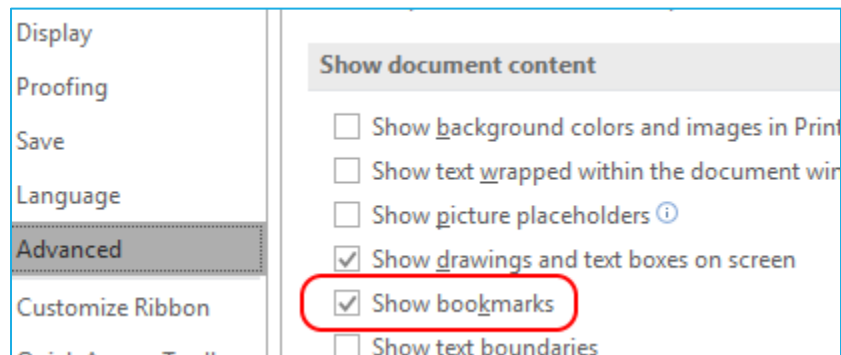 Display
Proofing
Save
Language
Advanced
Customize Ribbon
Show document content
Show background colors and images in Print
Show text wrapped within the document win
Show picture placeholders
Show drawings and text boxes on screen
Show bookmarks
Show text boundaries